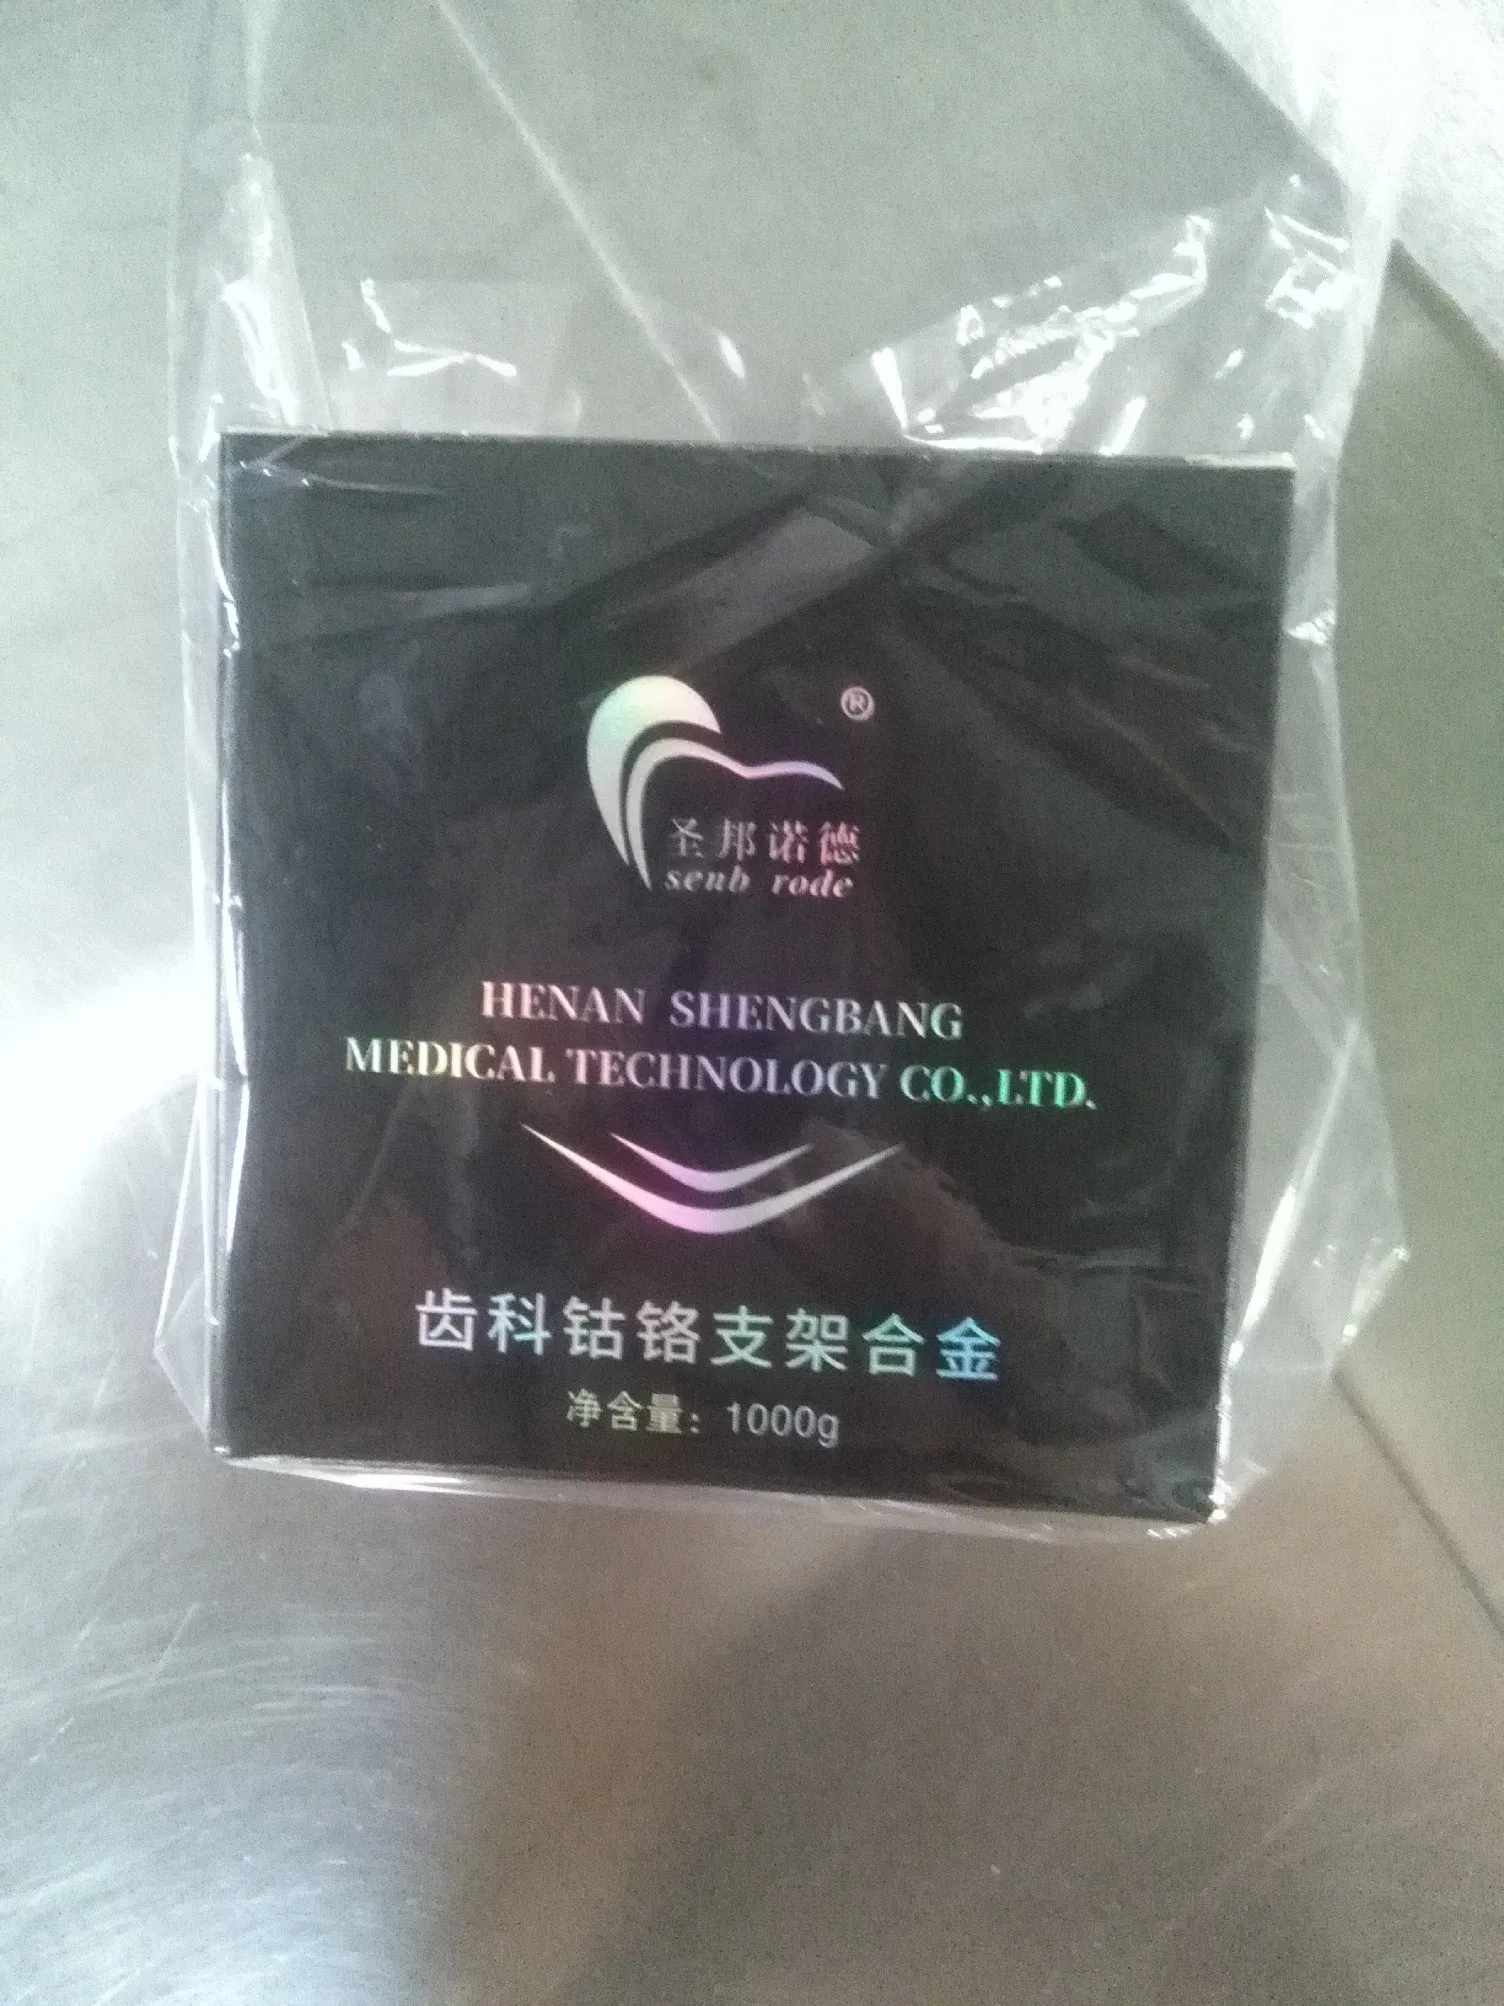 ®
圣邦诺德
senb rode
HENAN SHENGBANG
MEDICAL TECHNOLOGY CO.,LTD.
齿科钴铬支架合金
净含量：1000g